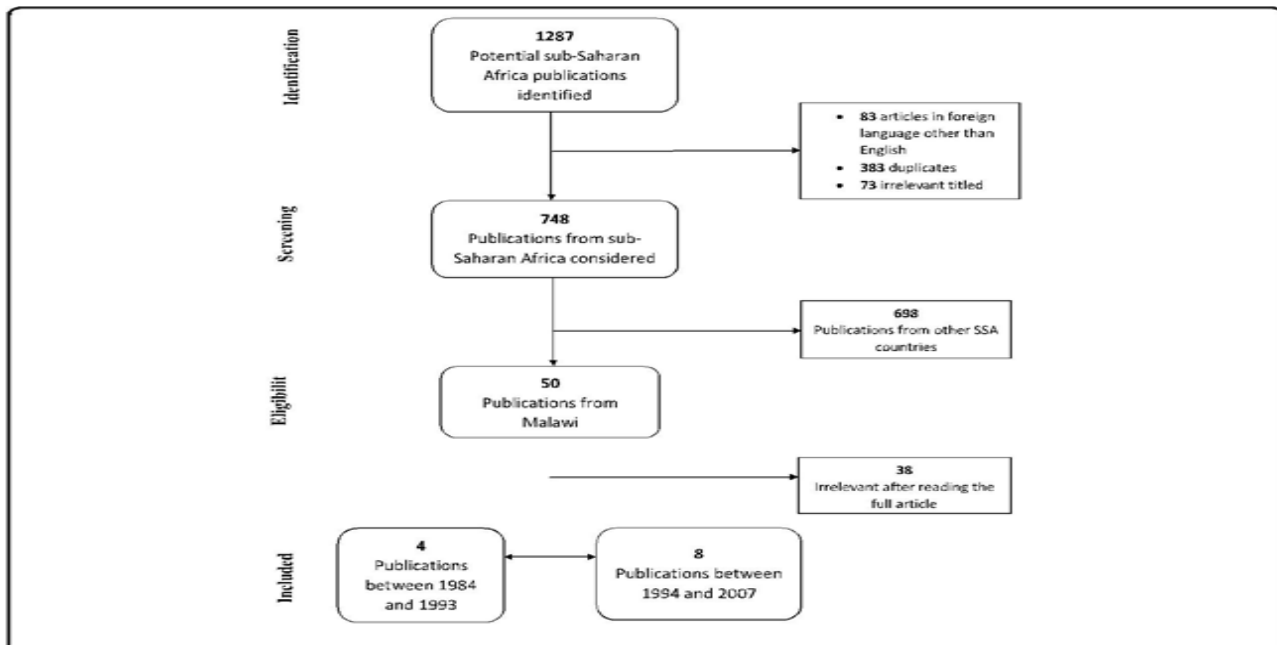 Identification
1287
Potential sub-Saharan
Africa publications
identified
• 83 articles in foreign
language other than
English
• 383 duplicates
• 73 irrelevant titled
Screening
748
Publications from sub-
Saharan Africa considered
698
Publications from other SSA
countries
Eligibilit
50
Publications from
Malawi
38
Irrelevant after reading the
full article
Included
4
Publications
between 1984
and 1993
8
Publications between
1994 and 2007